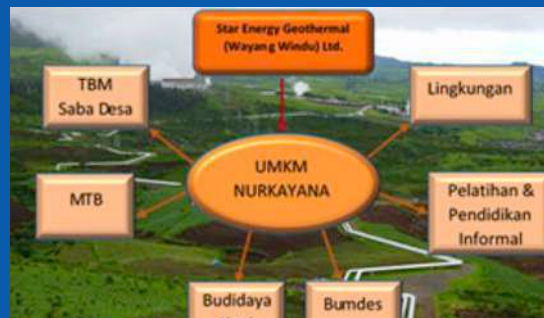 Star Energy Geothermal
(Wayang Windu) Ltd.
TBM
Saba Desa
Lingkungan
UMKM
NURKAYANA
MTB
Pelatihan &
Pendidikan
Informal
Budidaya
Bumdes